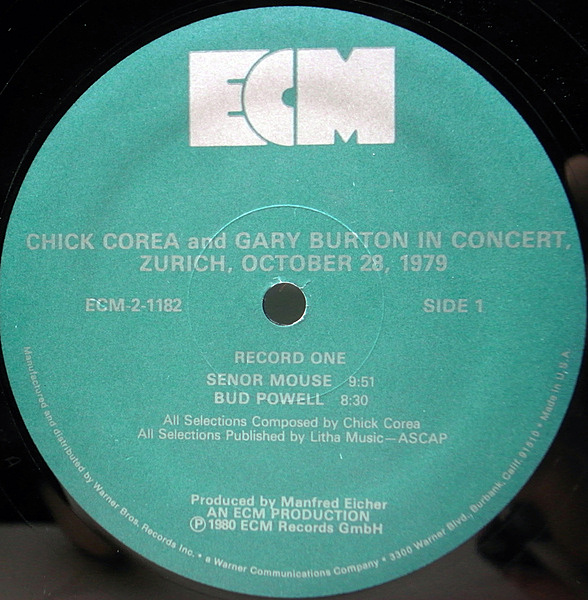 ECM
CHICK COREA and GARY BURTON IN CONCERT,
ZURICH, OCTOBER 28, 1979
ECM-2-1182
SIDE 1
RECORD ONE
SENOR MOUSE 9:51
BUD POWELL 8:30
All Selections Composed by Chick Corea
All Selections Published by Litha Music—ASCAP
Produced by Manfred Eicher
AN ECM PRODUCTION
Ⓟ 1980 ECM Records GmbH
Manufactured and distributed by Warner Bros. Records Inc. • a Warner Communications Company • 3300 Warner Blvd., Burbank, Calif. 91510 • Made in U.S.A.